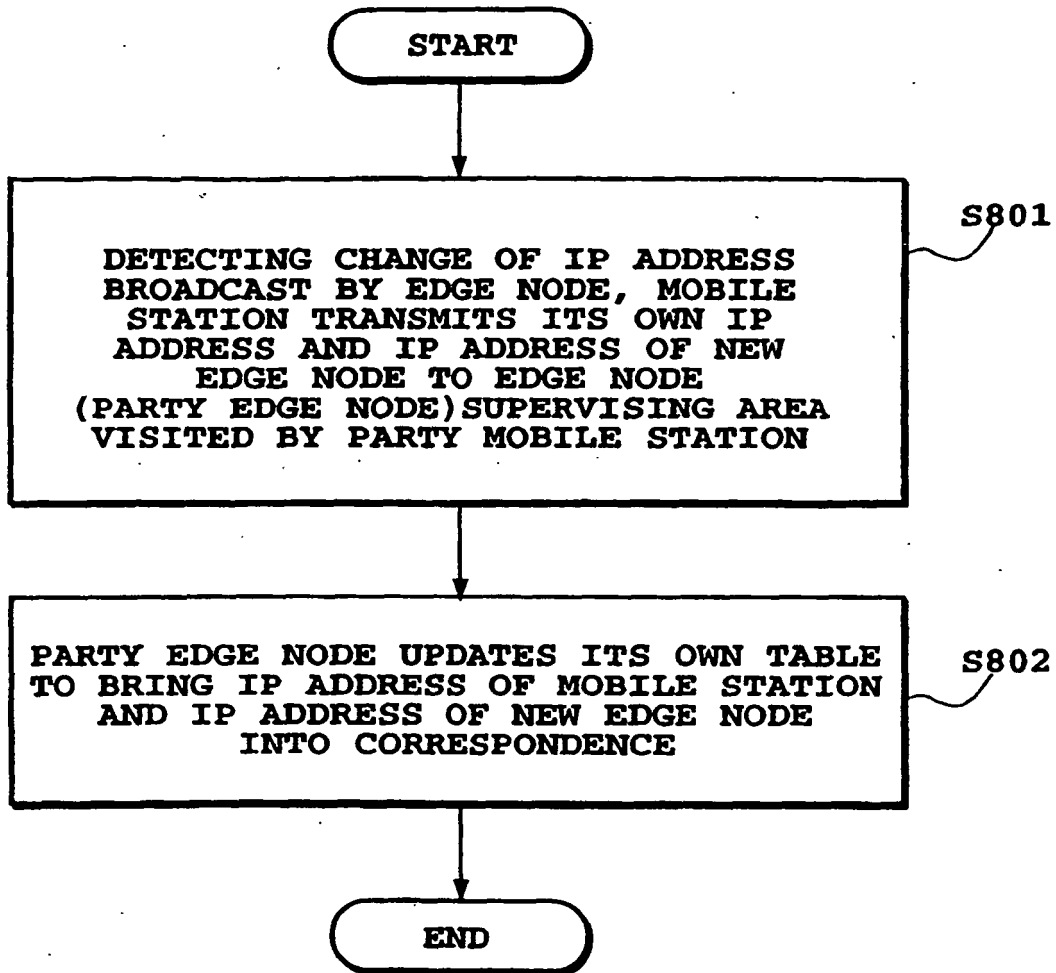 START
S801
DETECTING CHANGE OF IP ADDRESS
BROADCAST BY EDGE NODE, MOBILE
STATION TRANSMITS ITS OWN IP
ADDRESS AND IP ADDRESS OF NEW
EDGE NODE TO EDGE NODE
(PARTY EDGE NODE)SUPERVISING AREA
VISITED BY PARTY MOBILE STATION
S802
PARTY EDGE NODE UPDATES ITS OWN TABLE
TO BRING IP ADDRESS OF MOBILE STATION
AND IP ADDRESS OF NEW EDGE NODE
INTO CORRESPONDENCE
END